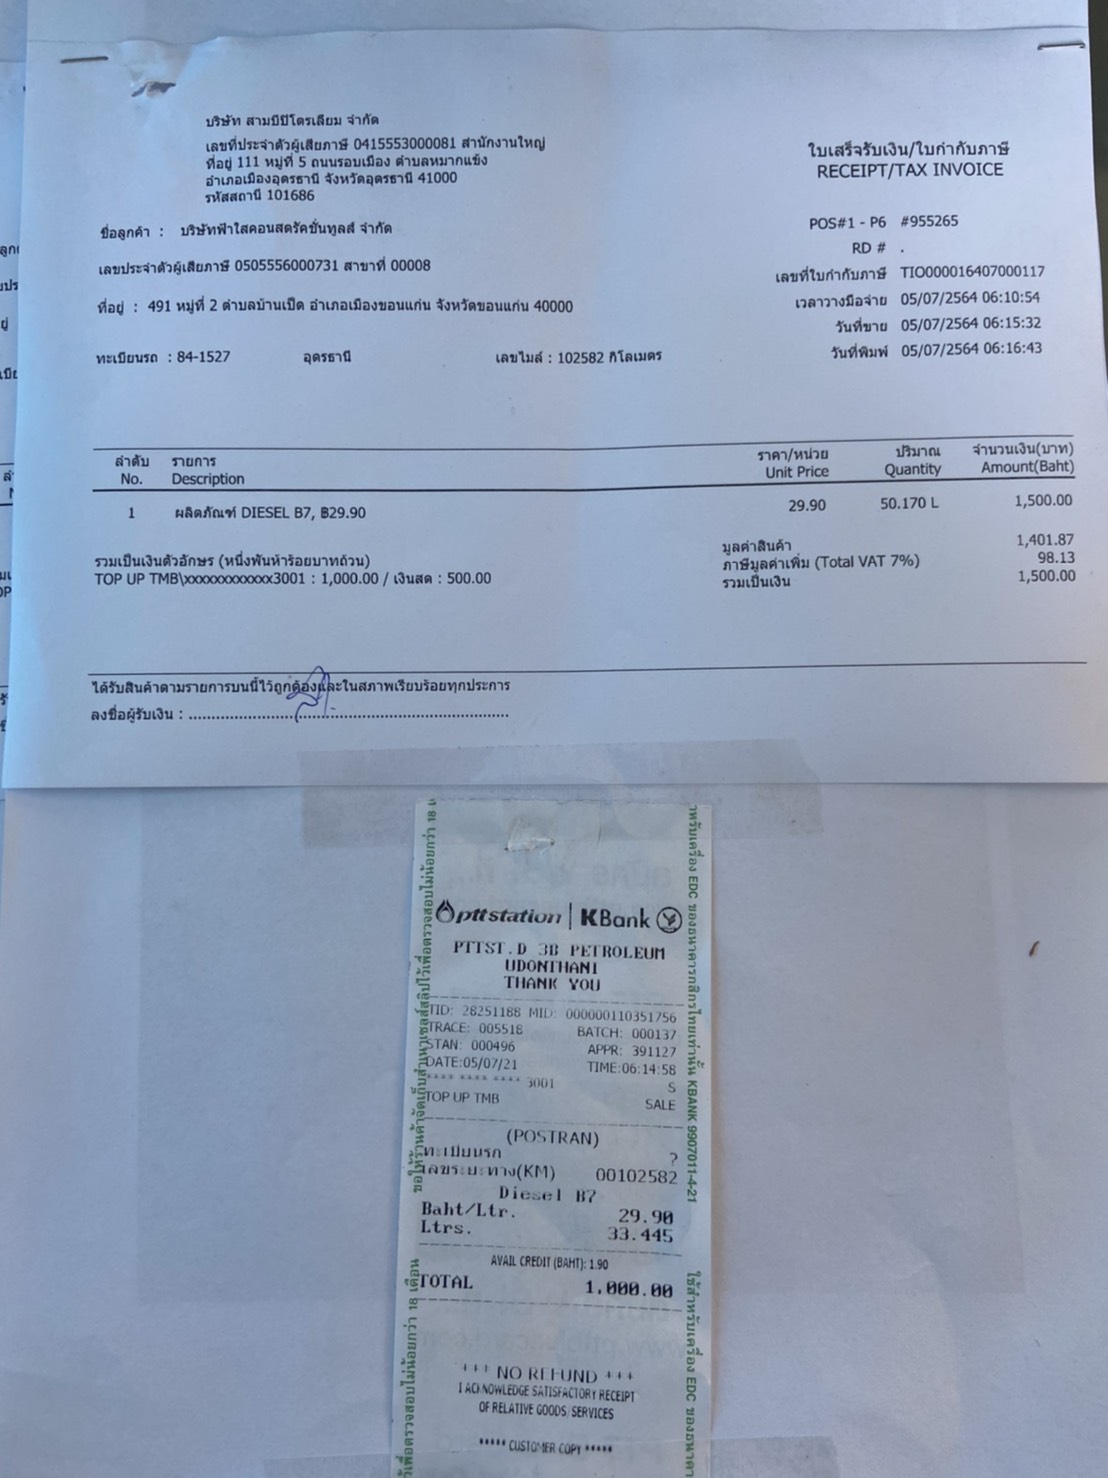 บริษัท สามบีปิโตรเลียม จำกัด
เลขที่ประจำตัวผู้เสียภาษี 0415553000081 สำนักงานใหญ่
ที่อยู่ 111 หมู่ที่ 5 ถนนรอบเมือง ตำบลหมากแข้ง
อำเภอเมืองอุดรธานี จังหวัดอุดรธานี 41000
รหัสสถานี 101686
ใบเสร็จรับเงิน/ใบกำกับภาษี
RECEIPT/TAX INVOICE
ชื่อลูกค้า : บริษัทฟ้าใสคอนสตรัคชั่นทูลส์ จำกัด
เลขประจำตัวผู้เสียภาษี 0505556000731 สาขาที่ 00008
ที่อยู่ : 491 หมู่ที่ 2 ตำบลบ้านเป็ด อำเภอเมืองขอนแก่น จังหวัดขอนแก่น 40000
ทะเบียนรถ : 84-1527 อุดรธานี เลขไมล์ : 102582 กิโลเมตร
POS#1 - P6 #955265
RD # .
เลขที่ใบกำกับภาษี TIO000016407000117
เวลาวางมือจ่าย 05/07/2564 06:10:54
วันที่ขาย 05/07/2564 06:15:32
วันที่พิมพ์ 05/07/2564 06:16:43
ลำดับ รายการ ราคา/หน่วย ปริมาณ จำนวนเงิน(บาท)
No. Description Unit Price Quantity Amount(Baht)
1 ผลิตภัณฑ์ DIESEL B7, ฿29.90 29.90 50.170 L 1,500.00
มูลค่าสินค้า 1,401.87
รวมเป็นเงินตัวอักษร (หนึ่งพันห้าร้อยบาทถ้วน) ภาษีมูลค่าเพิ่ม (Total VAT 7%) 98.13
TOP UP TMB\xxxxxxxxxxxx3001 : 1,000.00 / เงินสด : 500.00 รวมเป็นเงิน 1,500.00
ได้รับสินค้าตามรายการบนนี้ไว้ถูกต้องและในสภาพเรียบร้อยทุกประการ
ลงชื่อผู้รับเงิน : ................................................................
pttstation | KBank
PTTST.D 3B PETROLEUM
UDONTHANI
THANK YOU
TID: 28251188 MID: 000000110351756
TRACE: 005518 BATCH: 000137
STAN: 000496 APPR: 391127
DATE:05/07/21 TIME:06:14:58
**** **** **** 3001 S
TOP UP TMB SALE
(POSTRAN)
ทะเบียนรถ ?
เลขระยะทาง(KM) 00102582
Diesel B7
Baht/Ltr. 29.90
Ltrs. 33.445
AVAIL CREDIT (BAHT): 1.90
TOTAL 1,000.00
+++ NO REFUND +++
I ACKNOWLEDGE SATISFACTORY RECEIPT
OF RELATIVE GOODS/SERVICES
***** CUSTOMER COPY *****
สำหรับเครื่อง EDC ของธนาคารกสิกรไทยเท่านั้น KBANK 9907011-4-21
ใช้สำหรับเครื่อง EDC ของธนาคา